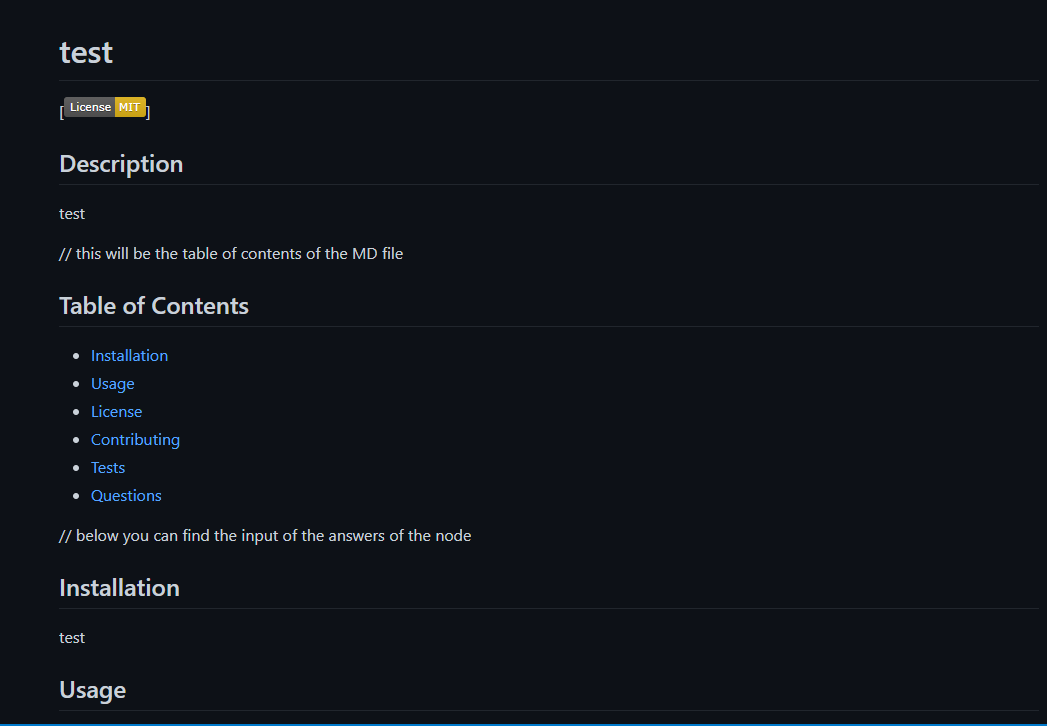 test
[License MIT]
Description
test
// this will be the table of contents of the MD file
Table of Contents
Installation
Usage
License
Contributing
Tests
Questions
// below you can find the input of the answers of the node
Installation
test
Usage